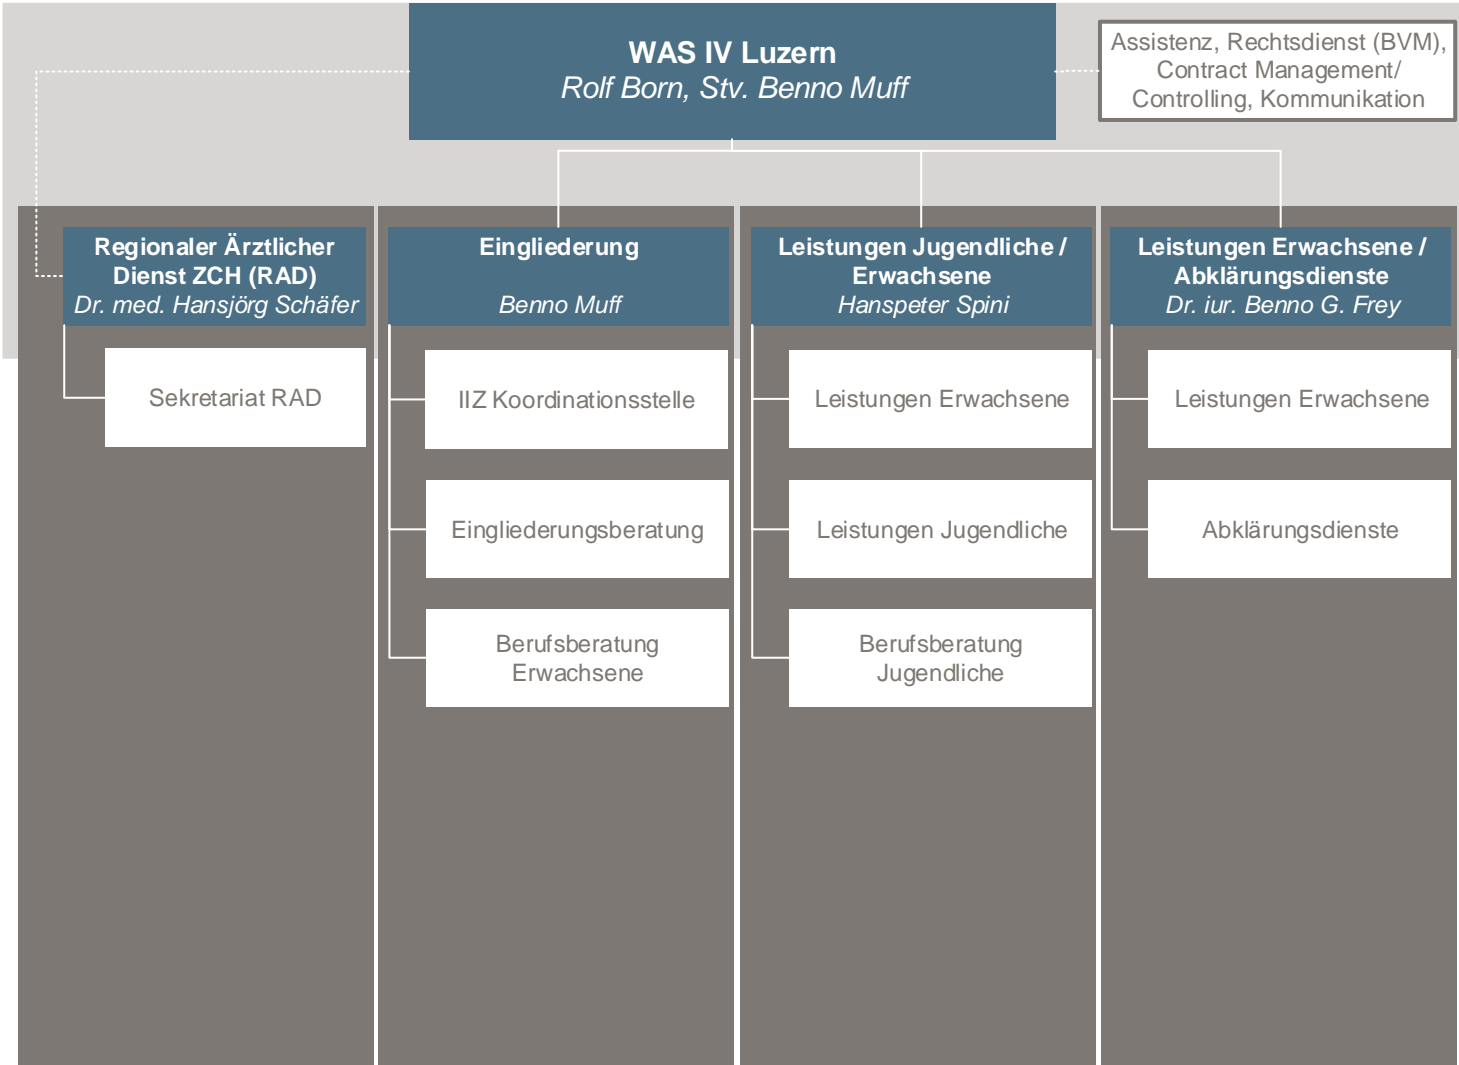 WAS IV Luzern
Rolf Born, Stv. Benno Muff
Assistenz, Rechtsdienst (BVM),
Contract Management/
Controlling, Kommunikation
Regionaler Ärztlicher
Dienst ZCH (RAD)
Dr. med. Hansjörg Schäfer
Sekretariat RAD
Eingliederung
Benno Muff
IIZ Koordinationsstelle
Eingliederungsberatung
Berufsberatung
Erwachsene
Leistungen Jugendliche /
Erwachsene
Hanspeter Spini
Leistungen Erwachsene
Leistungen Jugendliche
Berufsberatung
Jugendliche
Leistungen Erwachsene /
Abklärungsdienste
Dr. iur. Benno G. Frey
Leistungen Erwachsene
Abklärungsdienste